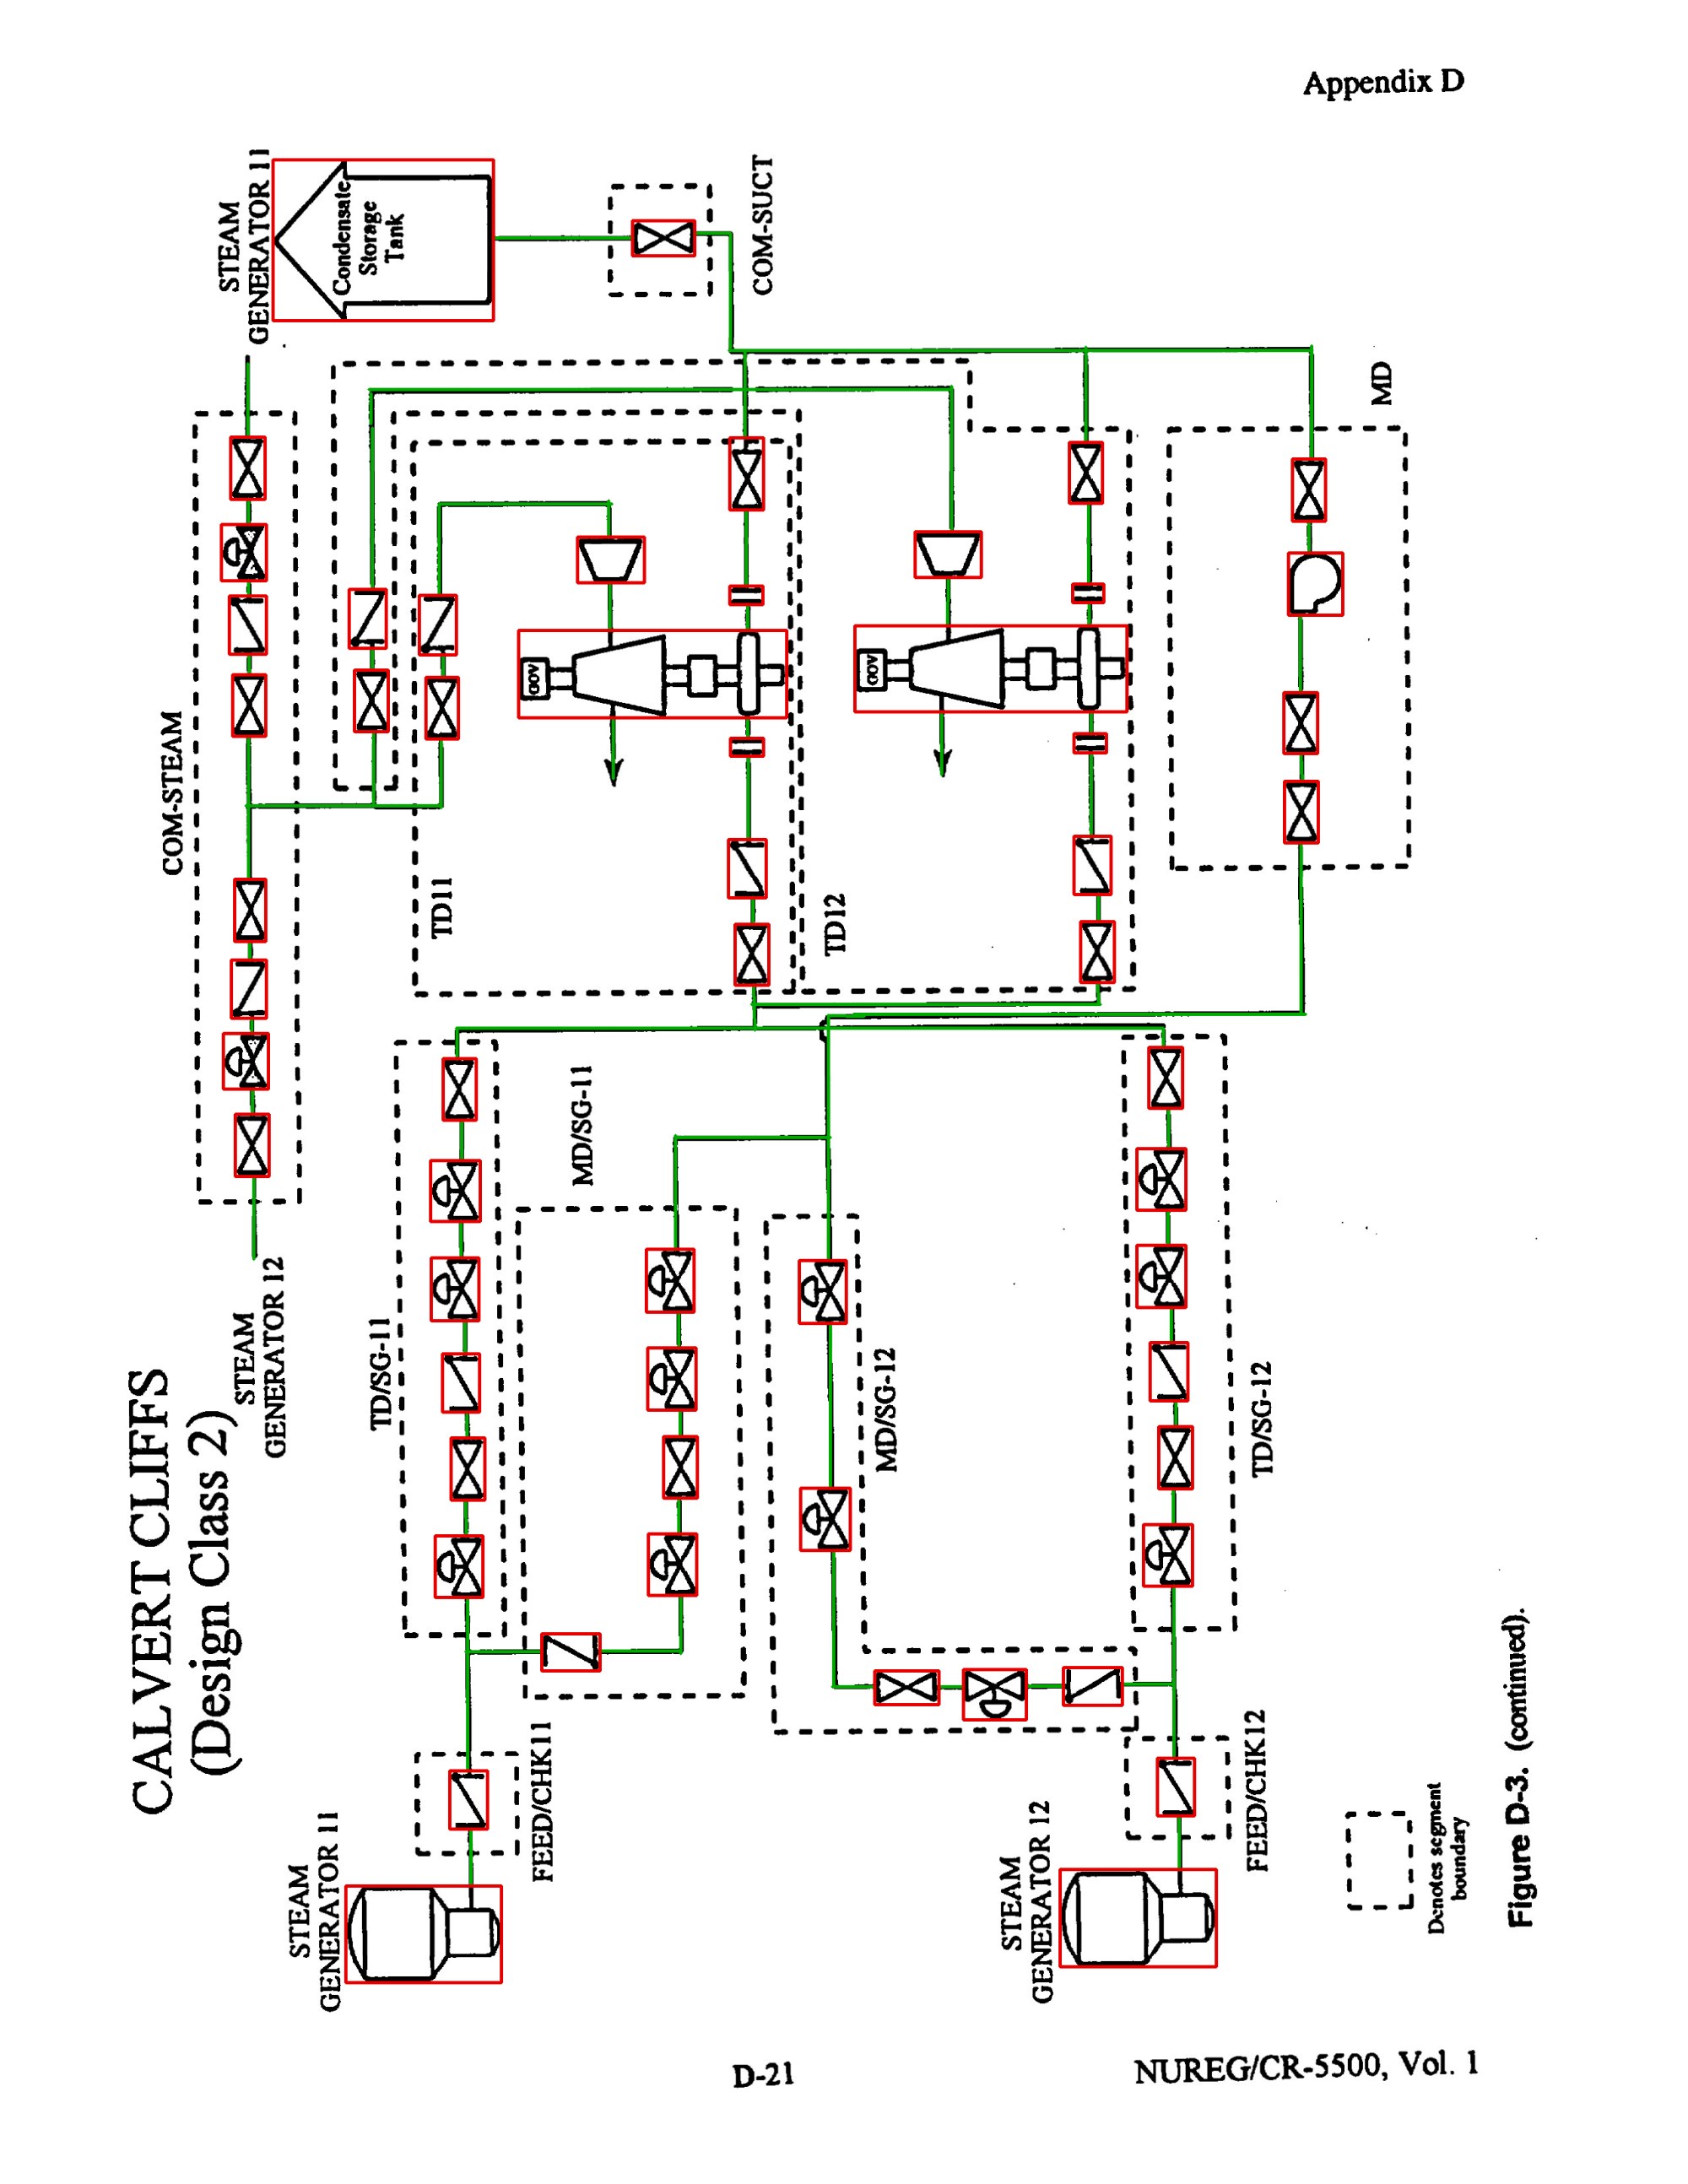 Appendix D
CALVERT CLIFFS
(Design Class 2)
STEAM
GENERATOR 12
COM-STEAM
STEAM
GENERATOR 11
Condensate
Storage
Tank
COM-SUCT
TD11
GOV
TD12
GOV
MD
TD/SG-11
MD/SG-11
MD/SG-12
TD/SG-12
STEAM
GENERATOR 11
FEED/CHK11
STEAM
GENERATOR 12
FEED/CHK12
Denotes segment
boundary
Figure D-3. (continued).
D-21
NUREG/CR-5500, Vol. 1